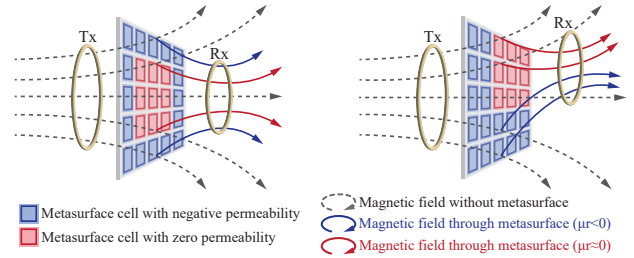 Tx
Rx
Tx
Rx
Metasurface cell with negative permeability
Metasurface cell with zero permeability
Magnetic field without metasurface
Magnetic field through metasurface (μr<0)
Magnetic field through metasurface (μr≈0)